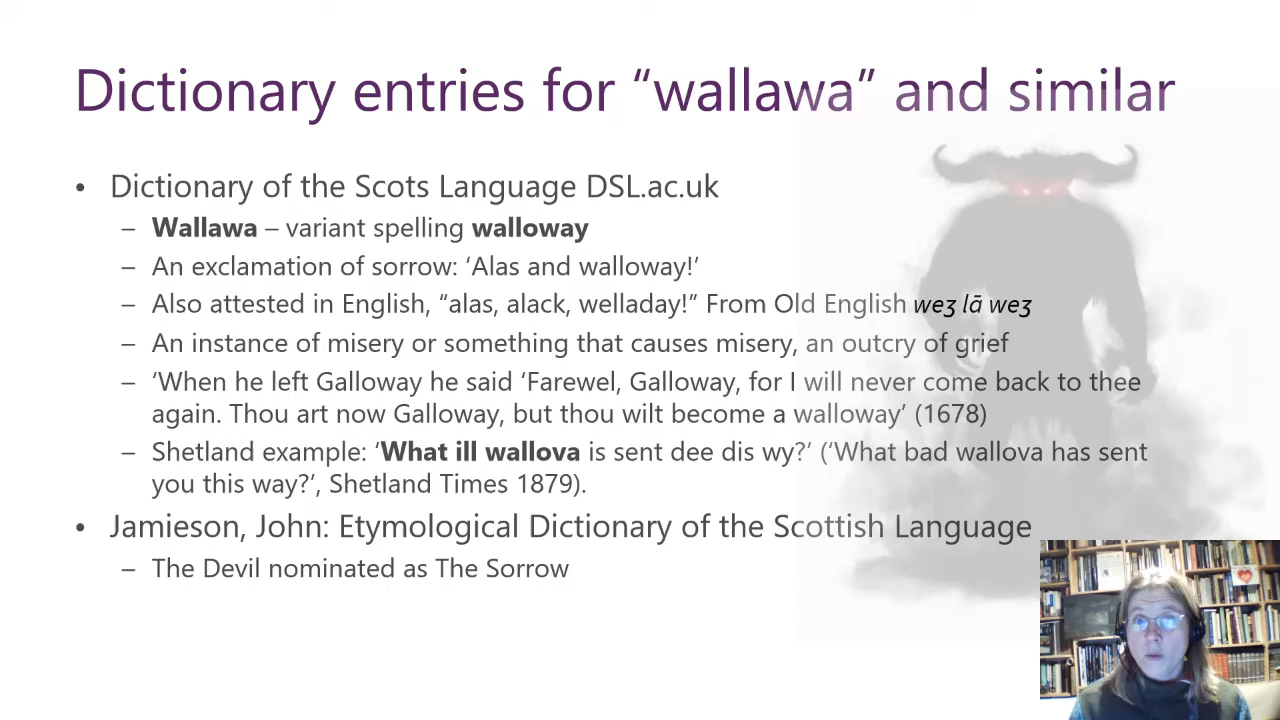 Dictionary entries for “wallawa” and similar
• Dictionary of the Scots Language DSL.ac.uk
– Wallawa – variant spelling walloway
– An exclamation of sorrow: ‘Alas and walloway!’
– Also attested in English, “alas, alack, welladay!” From Old English weʒ lā weʒ
– An instance of misery or something that causes misery, an outcry of grief
– ‘When he left Galloway he said ‘Farewel, Galloway, for I will never come back to thee
again. Thou art now Galloway, but thou wilt become a walloway’ (1678)
– Shetland example: ‘What ill wallova is sent dee dis wy?’ (‘What bad wallova has sent
you this way?’, Shetland Times 1879).
• Jamieson, John: Etymological Dictionary of the Scottish Language
– The Devil nominated as The Sorrow